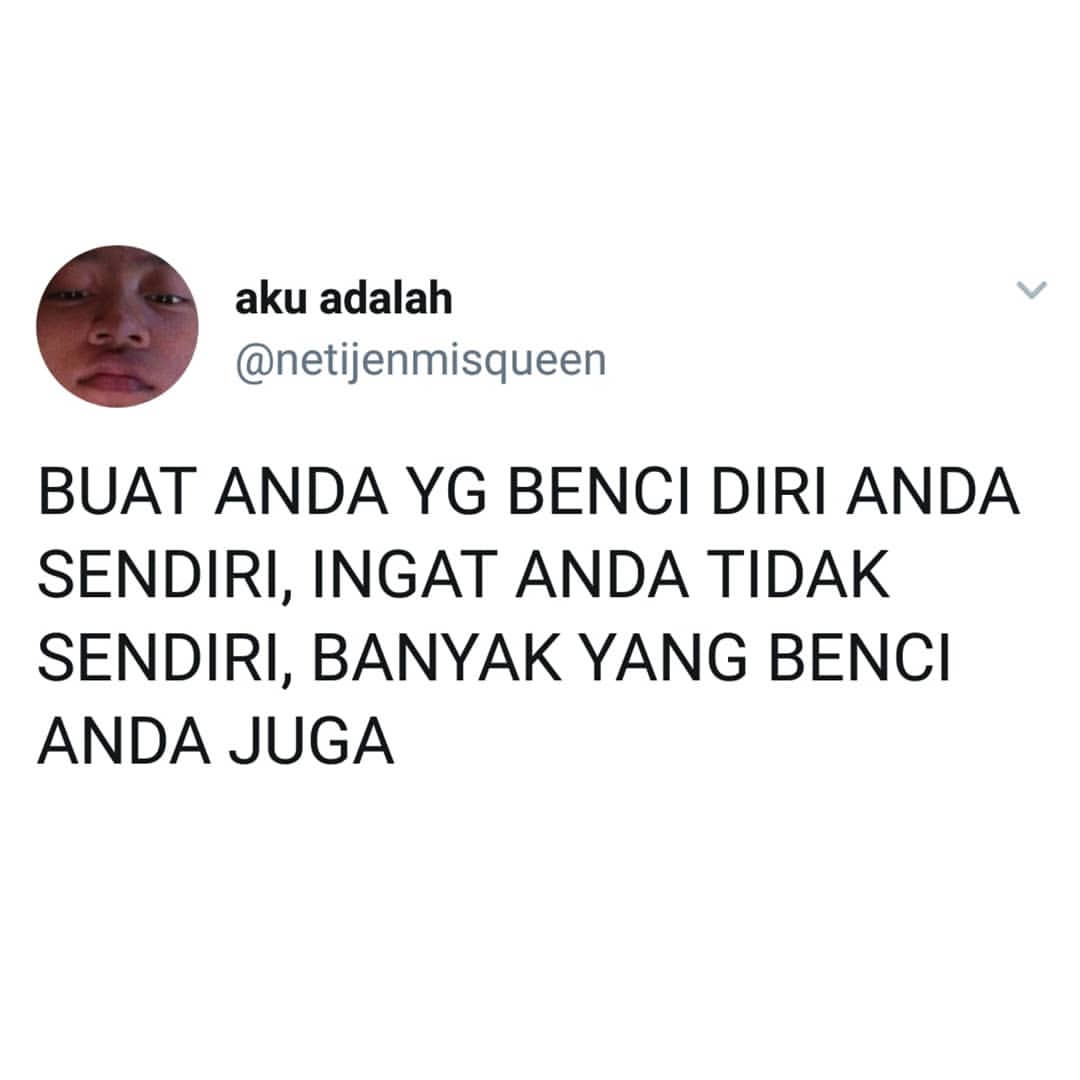 aku adalah
@netijenmisqueen
BUAT ANDA YG BENCI DIRI ANDA
SENDIRI, INGAT ANDA TIDAK
SENDIRI, BANYAK YANG BENCI
ANDA JUGA